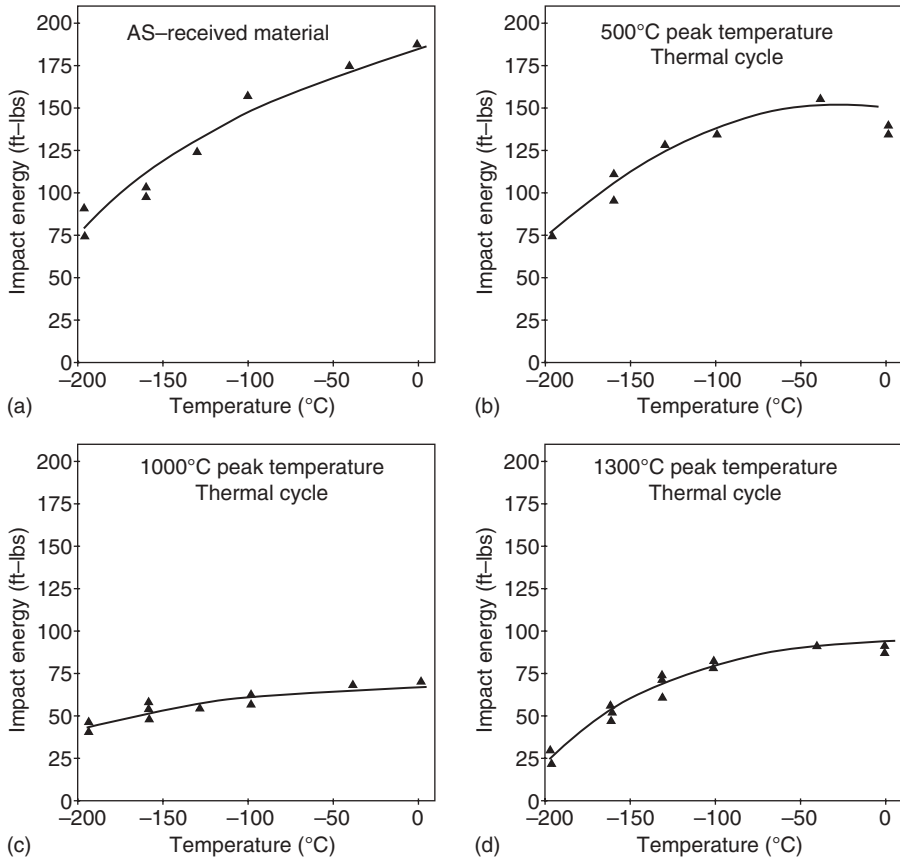 AS–received material
Impact energy (ft–lbs)
200
175
150
125
100
75
50
25
0
–200 –150 –100 –50 0
Temperature (°C)
(a)
500°C peak temperature
Thermal cycle
Impact energy (ft–lbs)
200
175
150
125
100
75
50
25
0
–200 –150 –100 –50 0
Temperature (°C)
(b)
1000°C peak temperature
Thermal cycle
Impact energy (ft–lbs)
200
175
150
125
100
75
50
25
0
–200 –150 –100 –50 0
Temperature (°C)
(c)
1300°C peak temperature
Thermal cycle
Impact energy (ft–lbs)
200
175
150
125
100
75
50
25
0
–200 –150 –100 –50 0
Temperature (°C)
(d)